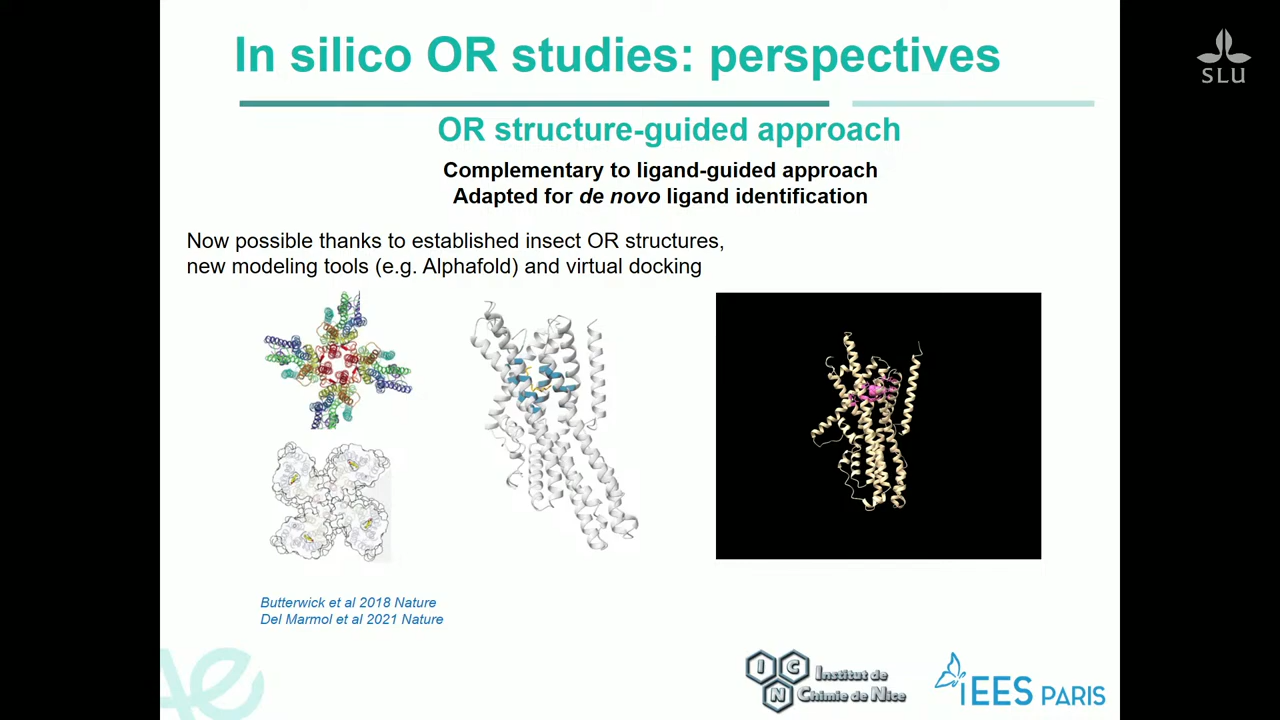 In silico OR studies: perspectives
SLU
OR structure-guided approach
Complementary to ligand-guided approach
Adapted for de novo ligand identification
Now possible thanks to established insect OR structures,
new modeling tools (e.g. Alphafold) and virtual docking
Butterwick et al 2018 Nature
Del Marmol et al 2021 Nature
I C N
Institut de
Chimie de Nice
iEES PARIS